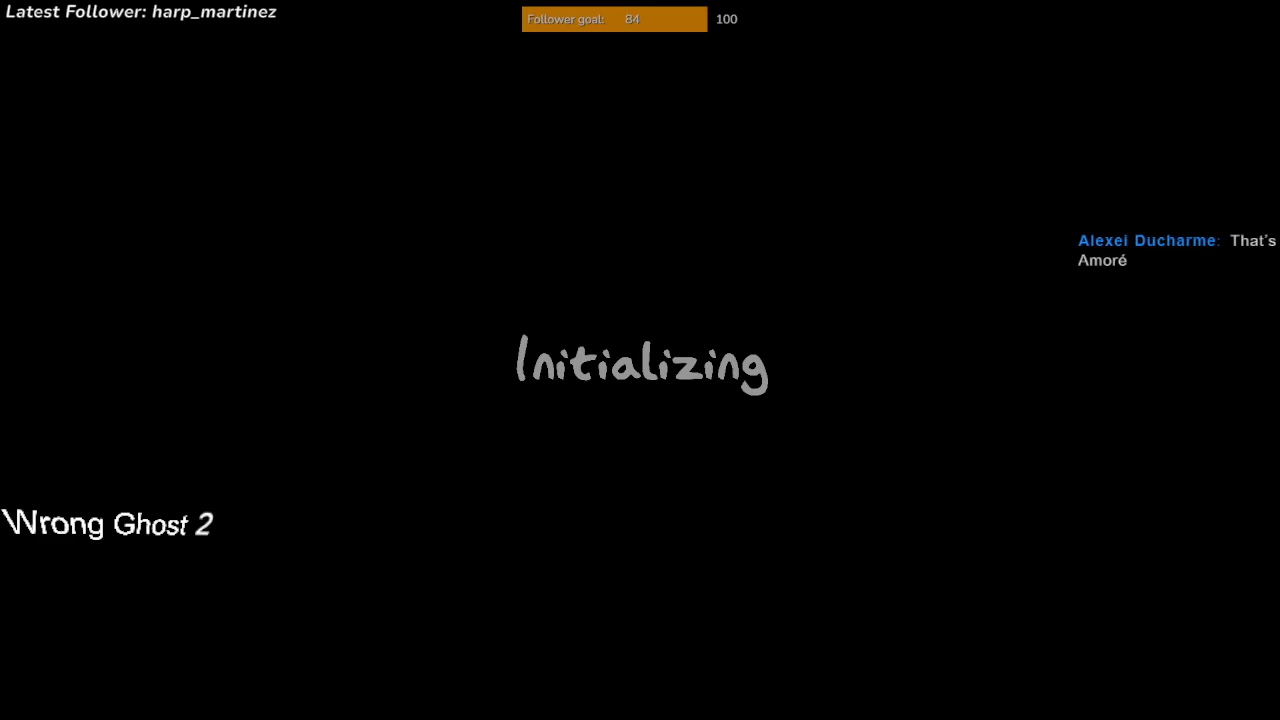 Latest Follower: harp_martinez
Follower goal: 84 100
Alexei Ducharme: That's
Amoré
Initializing
Wrong Ghost 2